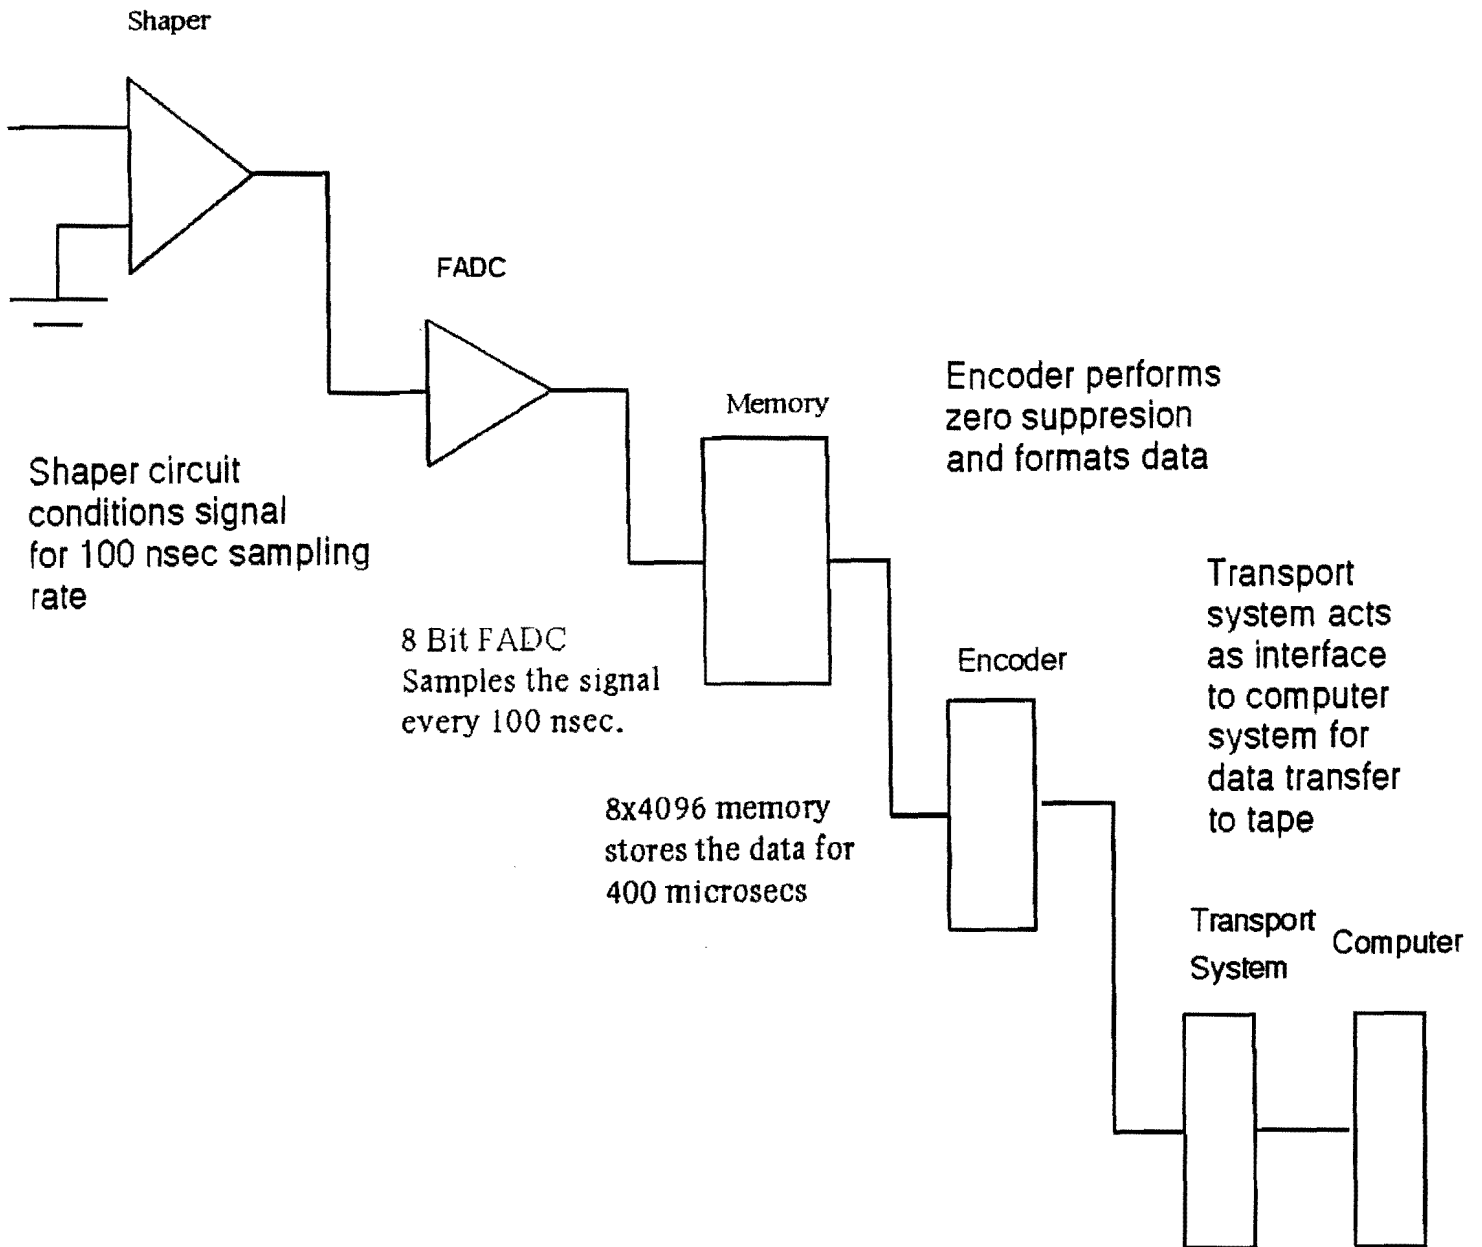 Shaper
FADC
Shaper circuit
conditions signal
for 100 nsec sampling
rate
8 Bit FADC
Samples the signal
every 100 nsec.
Memory
8x4096 memory
stores the data for
400 microsecs
Encoder performs
zero suppresion
and formats data
Encoder
Transport
system acts
as interface
to computer
system for
data transfer
to tape
Transport
System
Computer